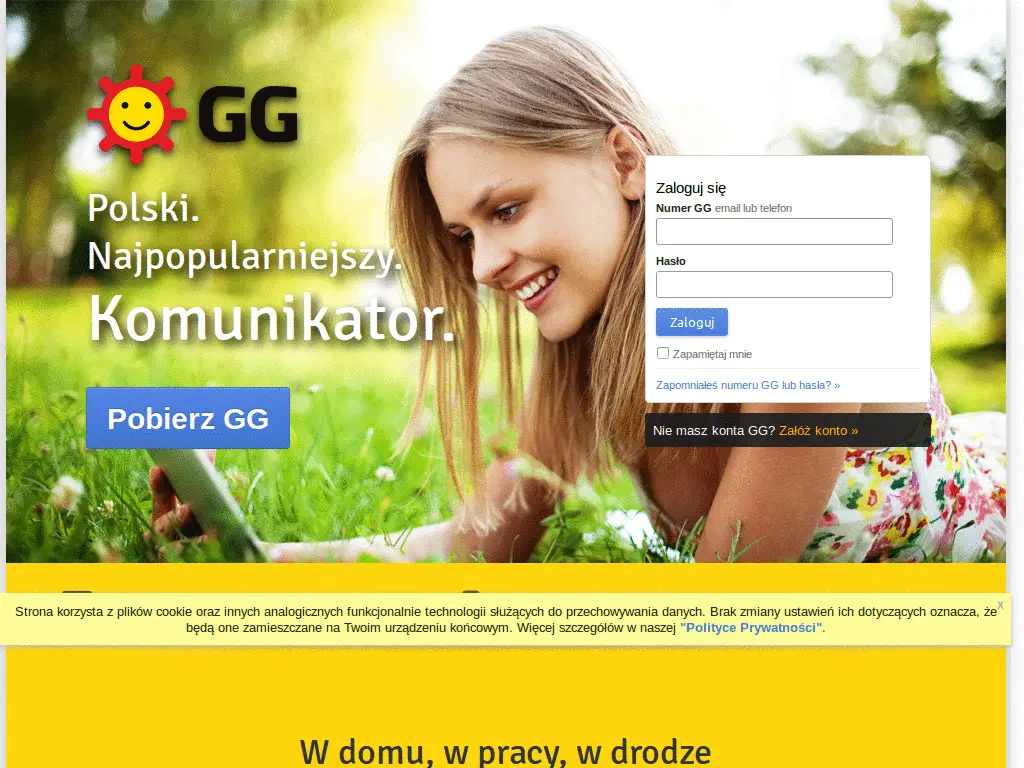 GG
Polski.
Najpopularniejszy.
Komunikator.
Pobierz GG
Zaloguj się
Numer GG email lub telefon
Hasło
Zaloguj
Zapamiętaj mnie
Zapomniałeś numeru GG lub hasła? »
Nie masz konta GG? Załóż konto »
Strona korzysta z plików cookie oraz innych analogicznych funkcjonalnie technologii służących do przechowywania danych. Brak zmiany ustawień ich dotyczących oznacza, że
będą one zamieszczane na Twoim urządzeniu końcowym. Więcej szczegółów w naszej "Polityce Prywatności".
X
W domu, w pracy, w drodze